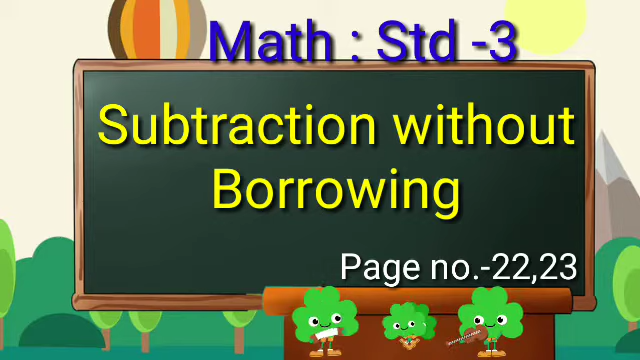 Math : Std -3
Subtraction without
Borrowing
Page no.-22,23